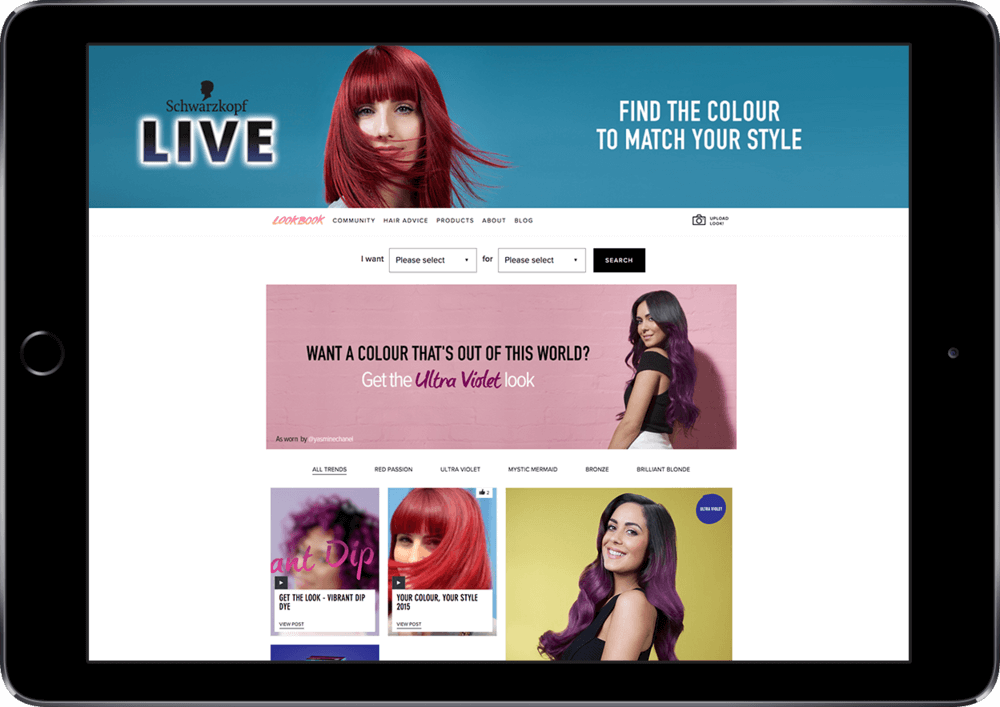 Schwarzkopf
LIVE
FIND THE COLOUR
TO MATCH YOUR STYLE
LOOKBOOK COMMUNITY HAIR ADVICE PRODUCTS ABOUT BLOG
UPLOAD
LOOK!
I want Please select for Please select SEARCH
WANT A COLOUR THAT'S OUT OF THIS WORLD?
Get the Ultra Violet look
As worn by @yasminechanel
ALL TRENDS RED PASSION ULTRA VIOLET MYSTIC MERMAID BRONZE BRILLIANT BLONDE
2
ULTRA VIOLET
ant Dip
GET THE LOOK - VIBRANT DIP
DYE
VIEW POST
YOUR COLOUR, YOUR STYLE
2015
VIEW POST